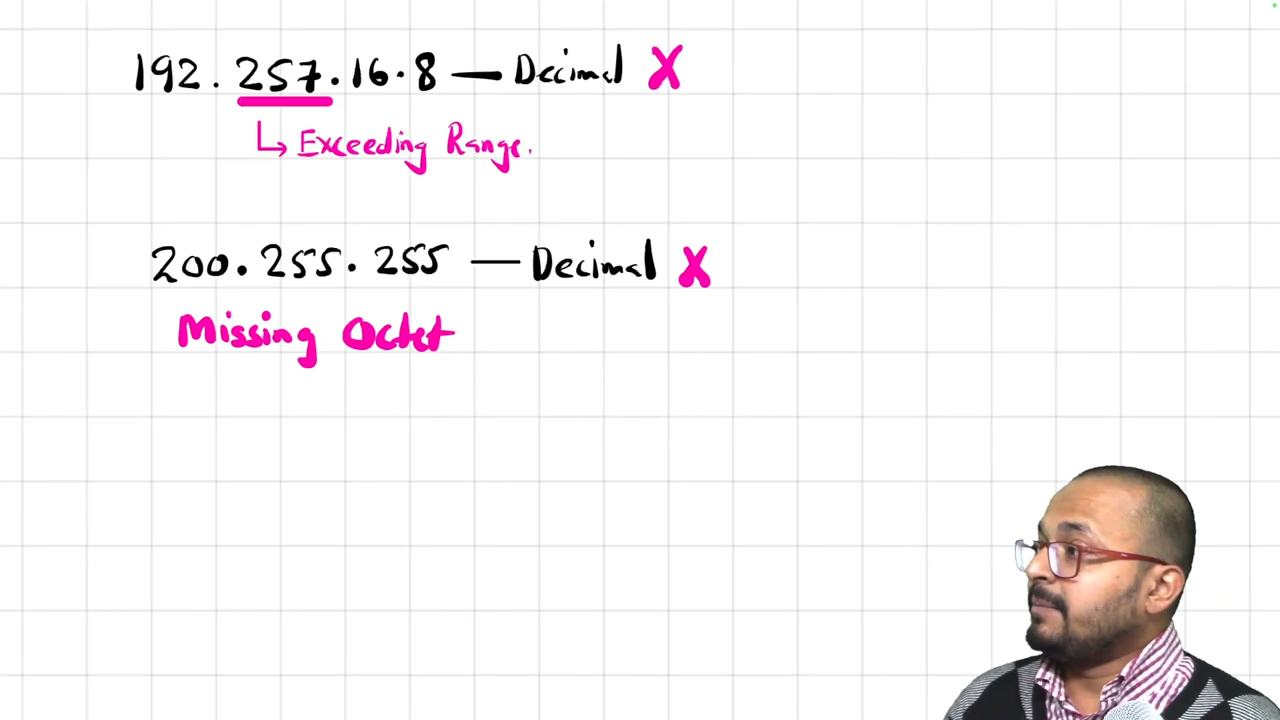 192.257.16.8 — Decimal X
↳ Exceeding Range.
200.255.255 — Decimal X
Missing Octet